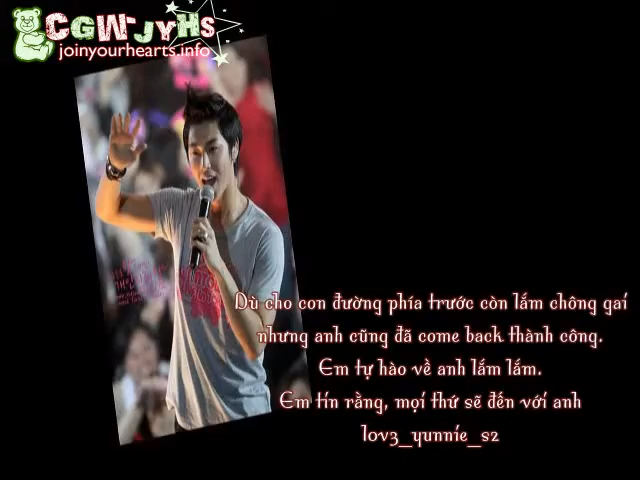 CGW-JYHS
joinyourhearts.info
Dù cho con đường phía trước còn lắm chông gai
nhưng anh cũng đã come back thành công.
Em tự hào về anh lắm lắm.
Em tin rằng, mọi thứ sẽ đến với anh
lov3_yunnie_s2